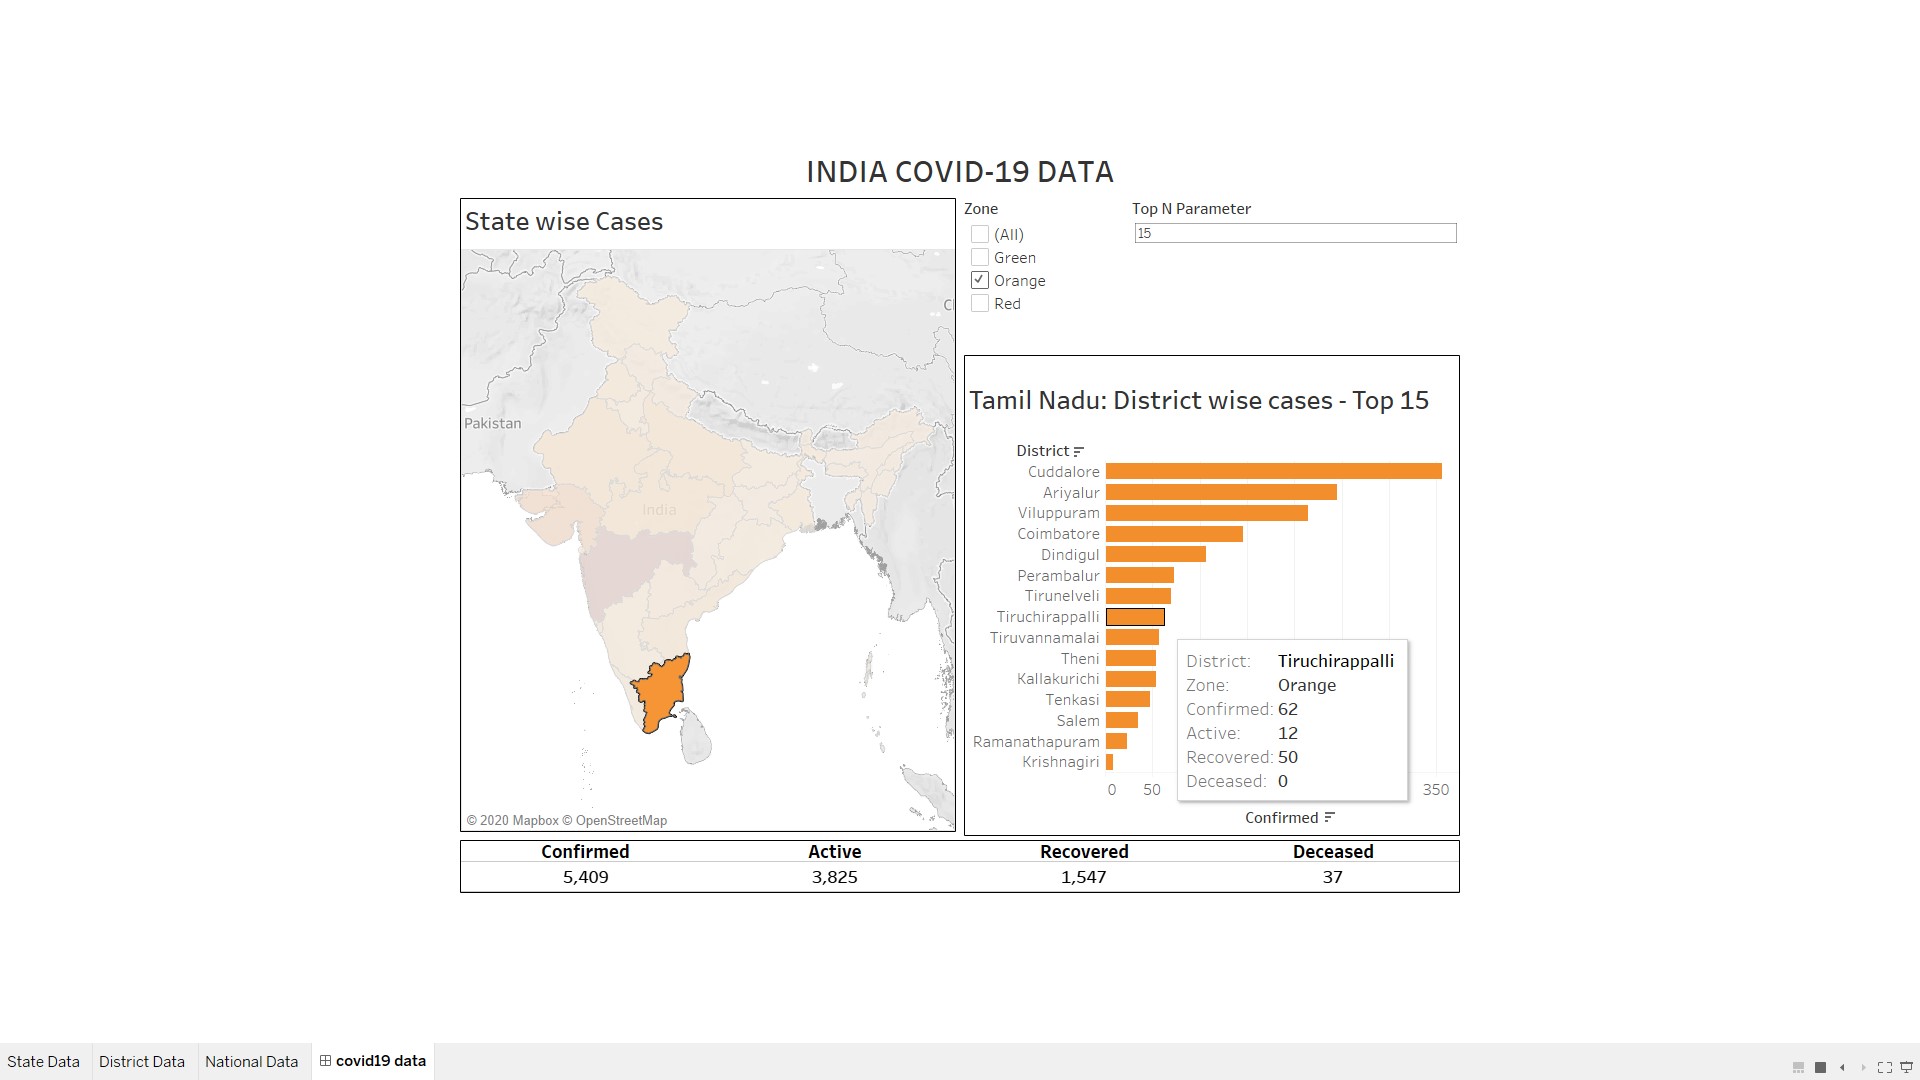 INDIA COVID-19 DATA
State wise Cases
Pakistan
India
© 2020 Mapbox © OpenStreetMap
Zone
(All)
Green
Orange
Red
Top N Parameter
15
Tamil Nadu: District wise cases - Top 15
District
Cuddalore
Ariyalur
Viluppuram
Coimbatore
Dindigul
Perambalur
Tirunelveli
Tiruchirappalli
Tiruvannamalai
Theni
Kallakurichi
Tenkasi
Salem
Ramanathapuram
Krishnagiri
0 50 350
Confirmed
District: Tiruchirappalli
Zone: Orange
Confirmed: 62
Active: 12
Recovered: 50
Deceased: 0
Confirmed Active Recovered Deceased
5,409 3,825 1,547 37
State Data District Data National Data covid19 data